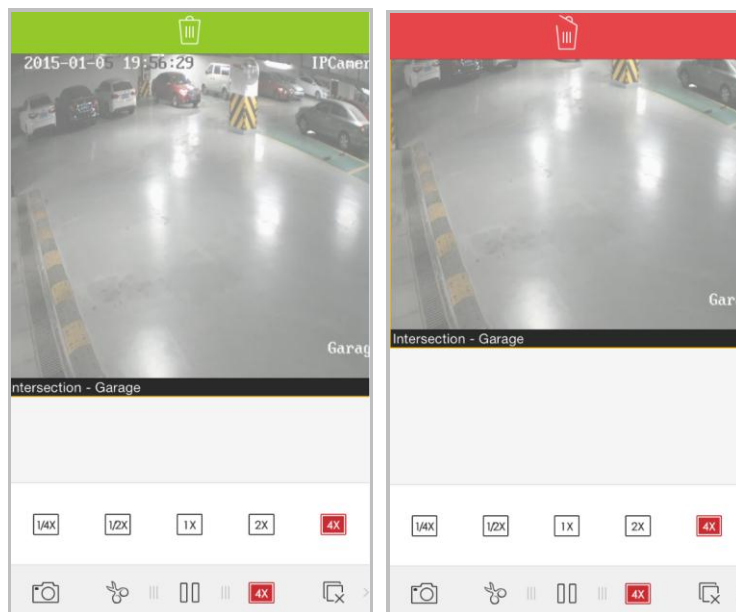 2015-01-05 19:56:29 IPCamer
Garag
ntersection - Garage
1/4X 1/2X 1X 2X 4X
4X
Gar
Intersection - Garage
1/4X 1/2X 1X 2X 4X
4X